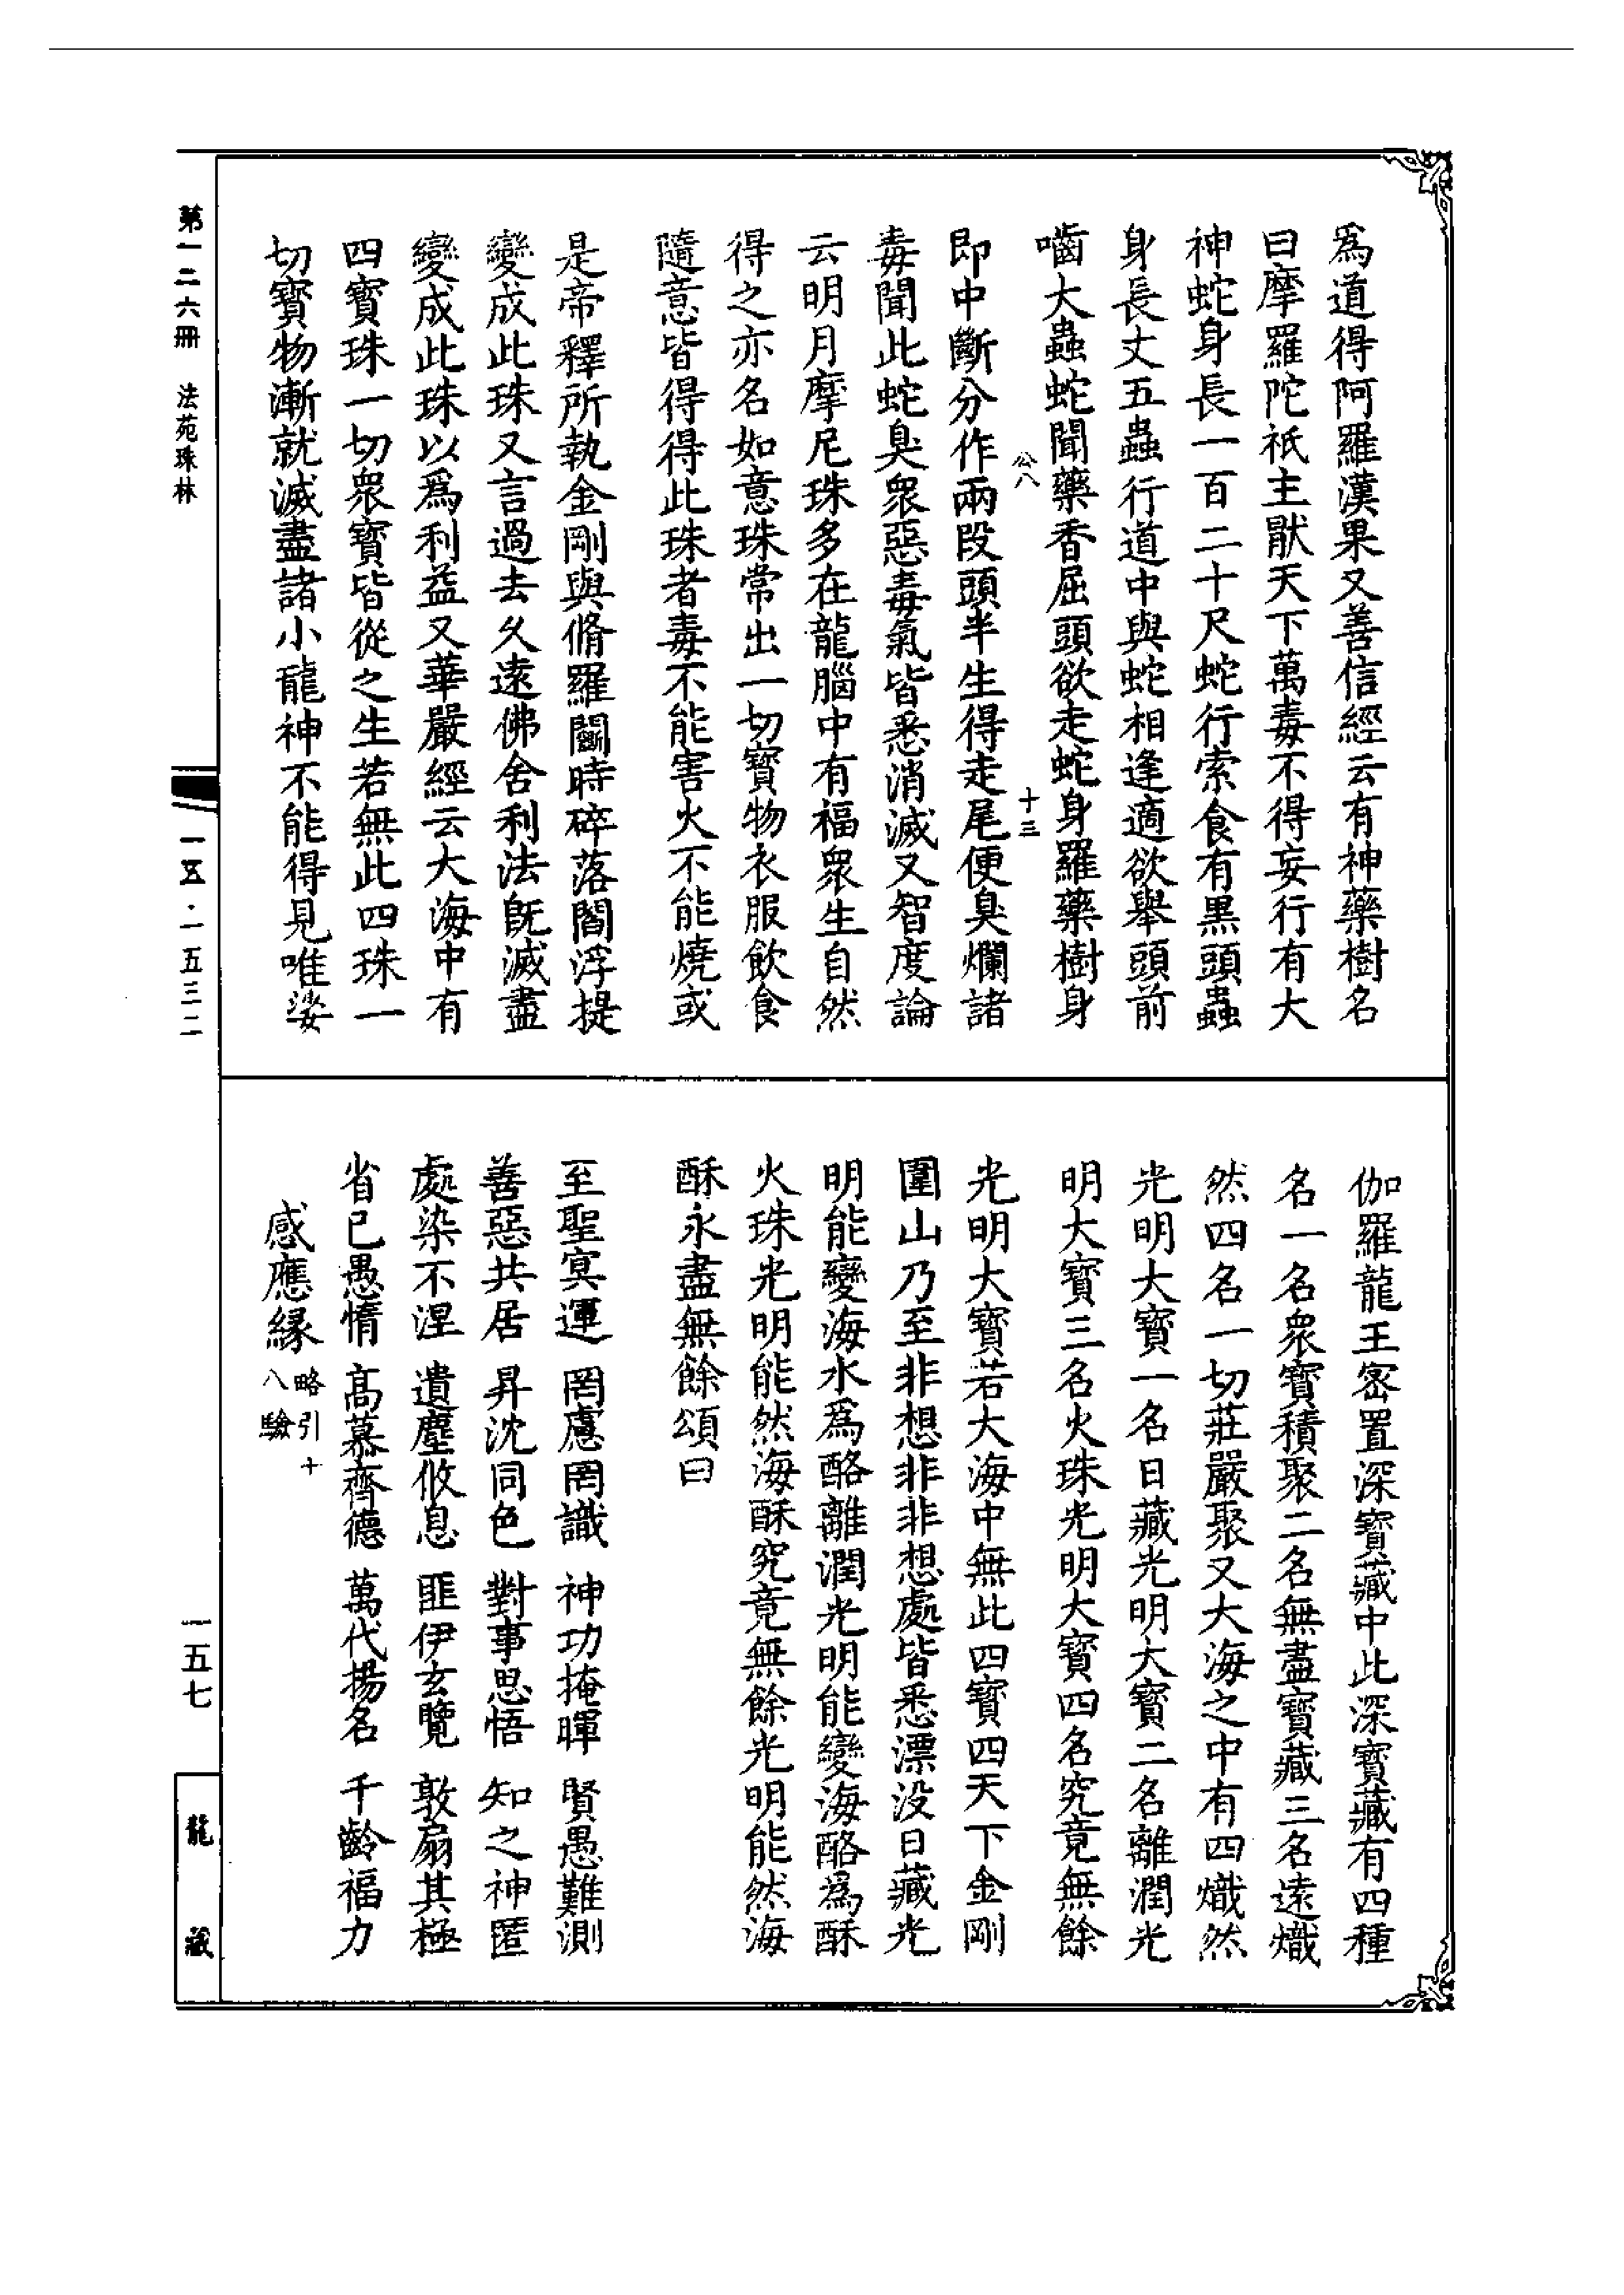 爲道得阿羅漢果又善信經云有神藥樹名
曰摩羅陀祇主厭天下萬毒不得妄行有大
神蛇身長一百二十尺蛇行索食有黑頭蟲
身長丈五蟲行道中與蛇相逢適欲舉頭前
嚙大蟲蛇聞藥香屈頭欲走蛇身羅藥樹身
公八 十三
即中斷分作兩段頭半生得走尾便臭爛諸
毒聞此蛇臭衆惡毒氣皆悉消滅又智度論
云明月摩尼珠多在龍腦中有福衆生自然
得之亦名如意珠常出一切寶物衣服飲食
隨意皆得得此珠者毒不能害火不能燒或
是帝釋所執金剛與脩羅鬭時碎落閻浮提
變成此珠又言過去久遠佛舍利法旣滅盡
變成此珠以爲利益又華嚴經云大海中有
四寶珠一切衆寶皆從之生若無此四珠一
切寶物漸就滅盡諸小龍神不能得見唯娑
伽羅龍王密置深寶藏中此深寶藏有四種
名一名衆寶積聚二名無盡寶藏三名遠熾
然四名一切莊嚴聚又大海之中有四熾然
光明大寶一名日藏光明大寶二名離潤光
明大寶三名火珠光明大寶四名究竟無餘
光明大寶若大海中無此四寶四天下金剛
圍山乃至非想非非想處皆悉漂没日藏光
明能變海水爲酪離潤光明能變海酪爲酥
火珠光明能然海酥究竟無餘光明能然海
酥永盡無餘頌曰
至聖冥運 罔慮罔識 神功掩暉 賢愚難測
善惡共居 昇沈同色 對事思悟 知之神匿
處染不涅 遺塵攸息 匪伊玄覽 敦扇其極
省已愚惰 高慕齊德 萬代揚名 千齡福力
感應緣 略引十八驗
第一二六冊 法苑珠林
一五·一五三二
一五七
龍藏